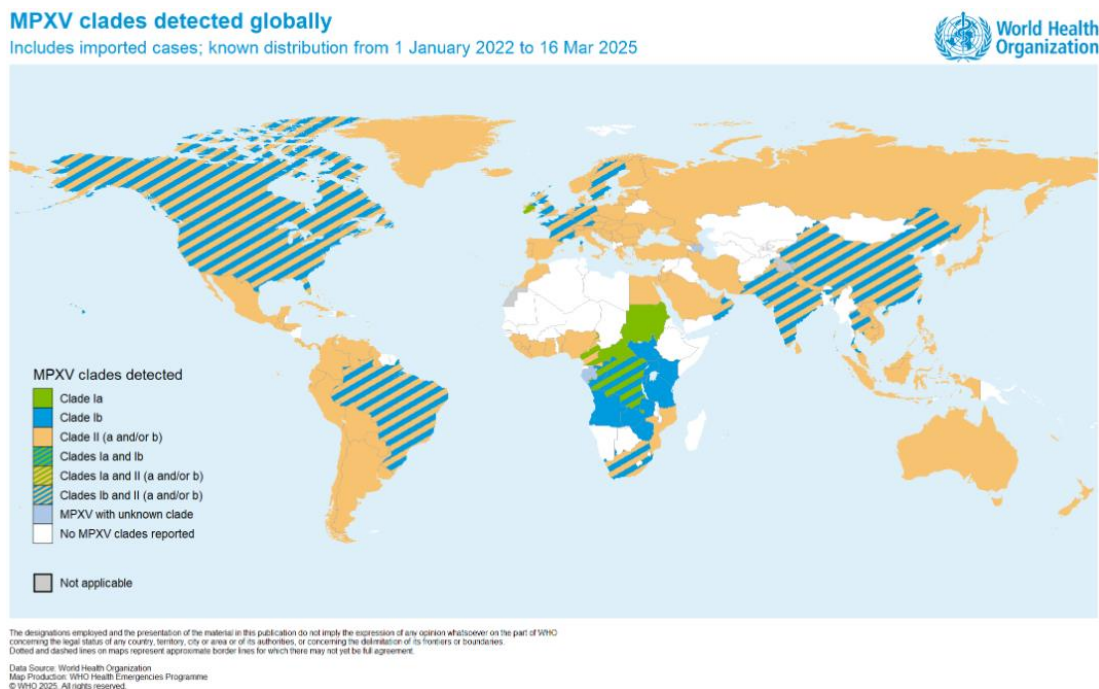 MPXV clades detected globally
Includes imported cases; known distribution from 1 January 2022 to 16 Mar 2025
World Health
Organization
MPXV clades detected
Clade Ia
Clade Ib
Clade II (a and/or b)
Clades Ia and Ib
Clades Ia and II (a and/or b)
Clades Ib and II (a and/or b)
MPXV with unknown clade
No MPXV clades reported
Not applicable
The designations employed and the presentation of the material in this publication do not imply the expression of any opinion whatsoever on the part of WHO
concerning the legal status of any country, territory, city or area or of its authorities, or concerning the delimitation of its frontiers or boundaries.
Dotted and dashed lines on maps represent approximate border lines for which there may not yet be full agreement.
Data Source: World Health Organization
Map Production: WHO Health Emergencies Programme
© WHO 2025. All rights reserved.